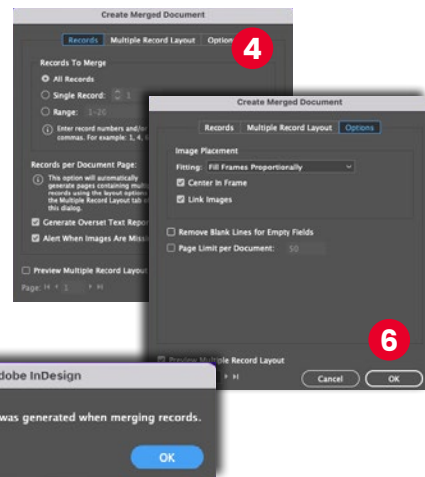 Create Merged Document
Records Multiple Record Layout Option
4
Records To Merge
All Records
Single Record: 1
Range: 1-20
Enter record numbers and/or
commas. For example: 1, 4,
Records per Document Page:
This option will automatically
generate pages containing
records using the layout options
the Multiple Record Layout tab
this dialog.
Generate Overset Text Repor
Alert When Images Are Missi
Preview Multiple Record Layout
Page: 1
Create Merged Document
Records Multiple Record Layout Options
Image Placement
Fitting: Fill Frames Proportionally
Center In Frame
Link Images
Remove Blank Lines for Empty Fields
Page Limit per Document: 50
6
Preview Multiple Record Layout
Cancel OK
dobe InDesign
was generated when merging records.
OK